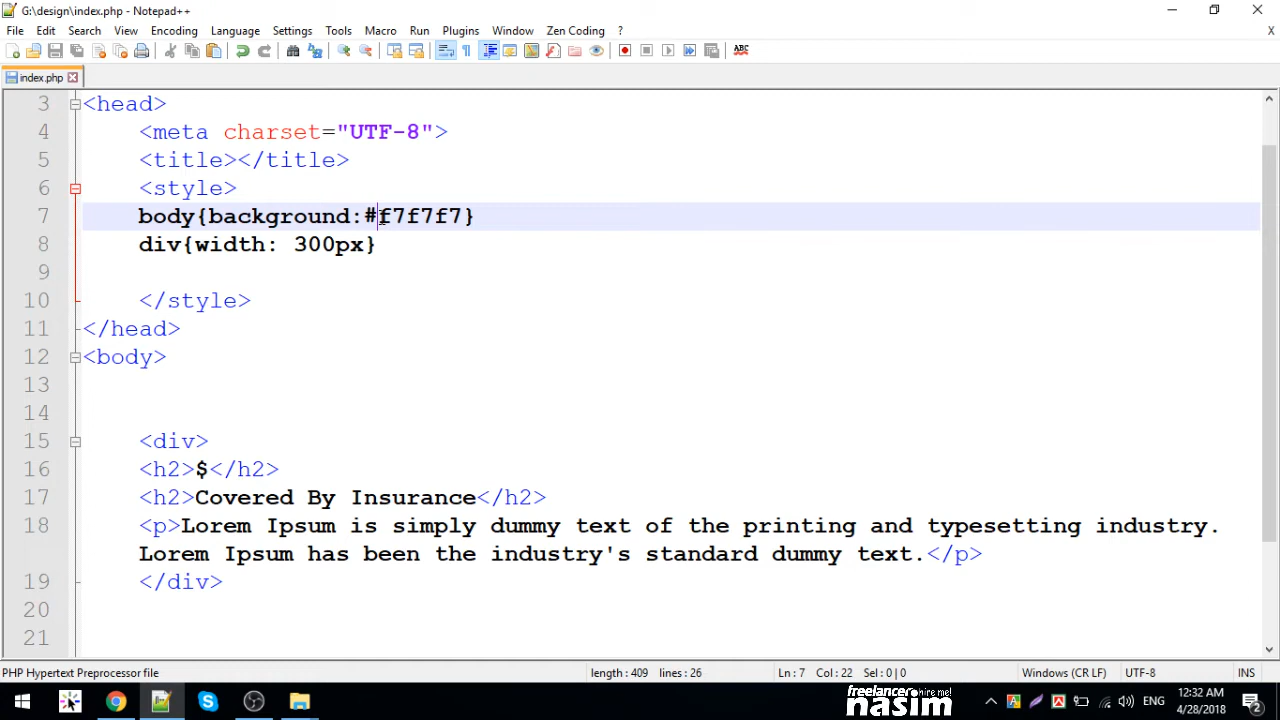 G:\design\index.php - Notepad++
File Edit Search View Encoding Language Settings Tools Macro Run Plugins Window Zen Coding ? X
ABC
index.php
3 <head>
4 <meta charset="UTF-8">
5 <title></title>
6 <style>
7 body{background:#f7f7f7}
8 div{width: 300px}
9
10 </style>
11 </head>
12 <body>
13
14
15 <div>
16 <h2>$</h2>
17 <h2>Covered By Insurance</h2>
18 <p>Lorem Ipsum is simply dummy text of the printing and typesetting industry.
Lorem Ipsum has been the industry's standard dummy text.</p>
19 </div>
20
21
PHP Hypertext Preprocessor file length : 409 lines : 26 Ln : 7 Col : 22 Sel : 0 | 0 Windows (CR LF) UTF-8 INS
freelancer hire me!
nasim
ENG
12:32 AM
4/28/2018
2